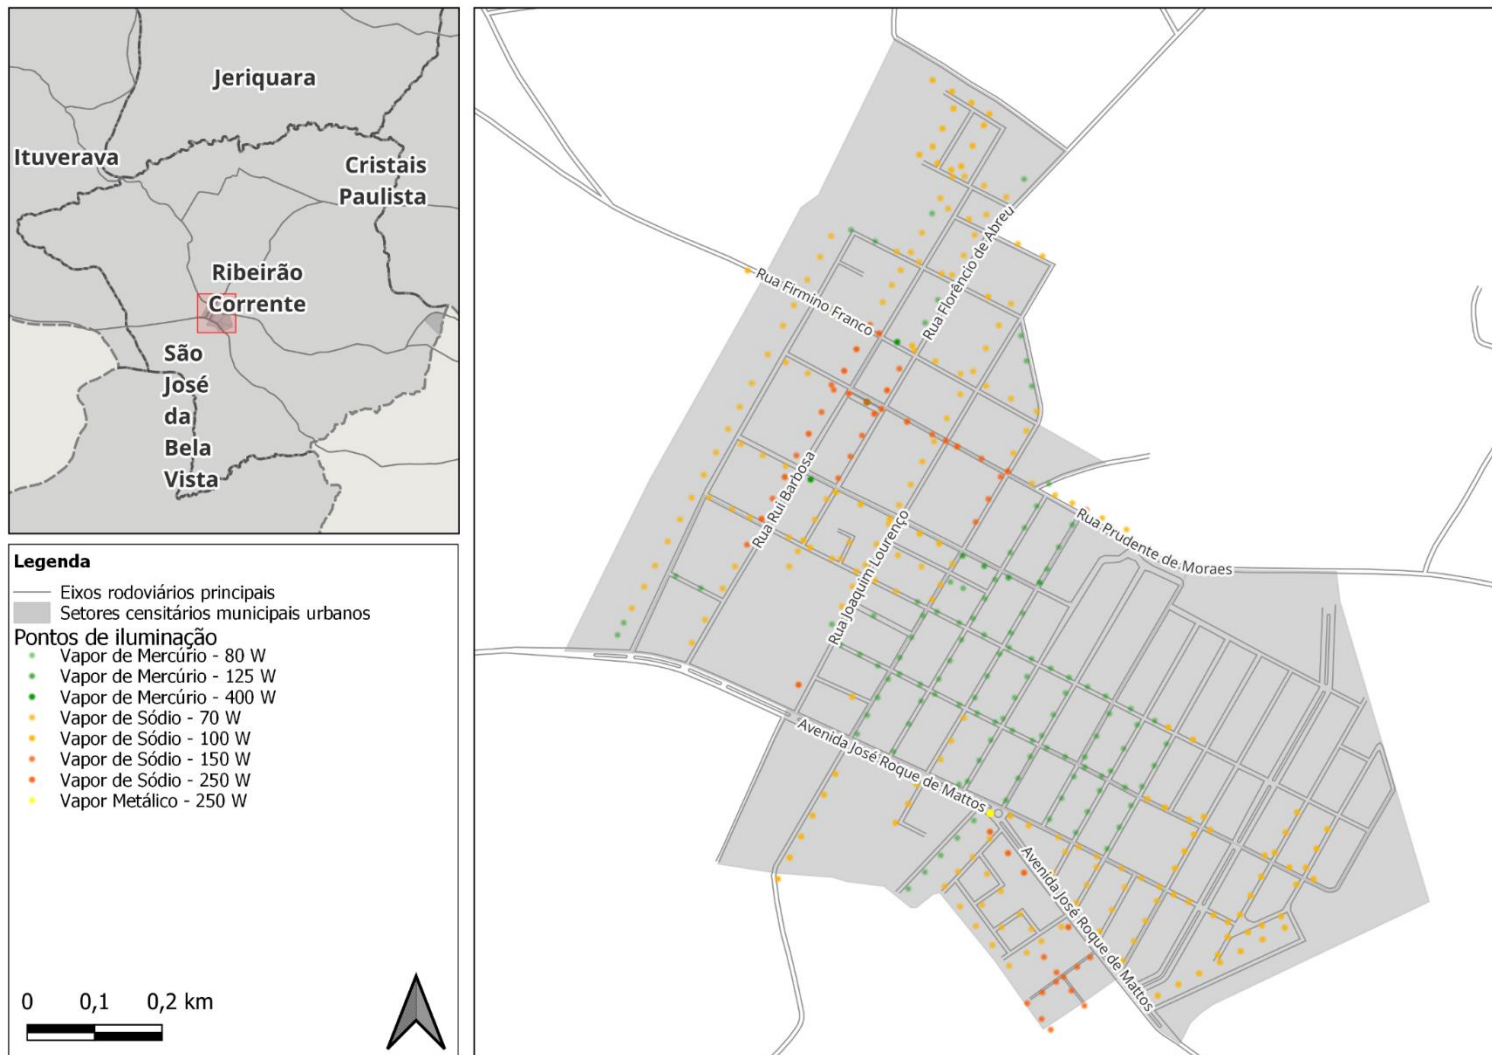 Jeriquara
Ituverava
Cristais
Paulista
Ribeirão
Corrente
São
José
da
Bela
Vista
Legenda
Eixos rodoviários principais
Setores censitários municipais urbanos
Pontos de iluminação
Vapor de Mercúrio - 80 W
Vapor de Mercúrio - 125 W
Vapor de Mercúrio - 400 W
Vapor de Sódio - 70 W
Vapor de Sódio - 100 W
Vapor de Sódio - 150 W
Vapor de Sódio - 250 W
Vapor Metálico - 250 W
0 0,1 0,2 km
Rua Florêncio de Abreu
Rua Firmino Franco
Rua Rui Barbosa
Rua Joaquim Lourenço
Rua Prudente de Moraes
Avenida José Roque de Mattos
Avenida José Roque de Mattos